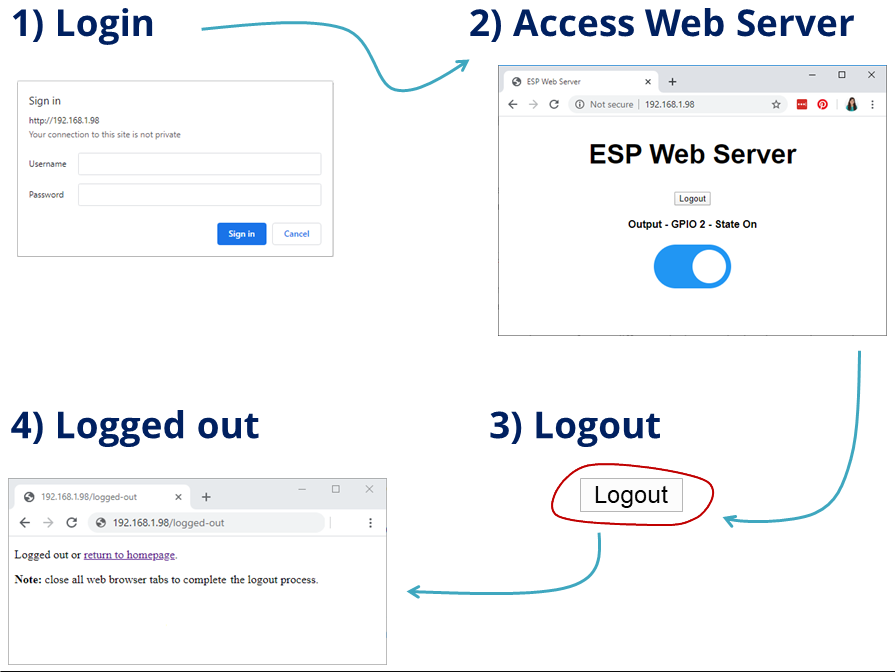 1) Login
Sign in
http://192.168.1.98
Your connection to this site is not private
Username
Password
Sign in
Cancel
2) Access Web Server
ESP Web Server
Not secure
192.168.1.98
ESP Web Server
Logout
Output - GPIO 2 - State On
3) Logout
Logout
4) Logged out
192.168.1.98/logged-out
192.168.1.98/logged-out
Logged out or return to homepage.
Note: close all web browser tabs to complete the logout process.